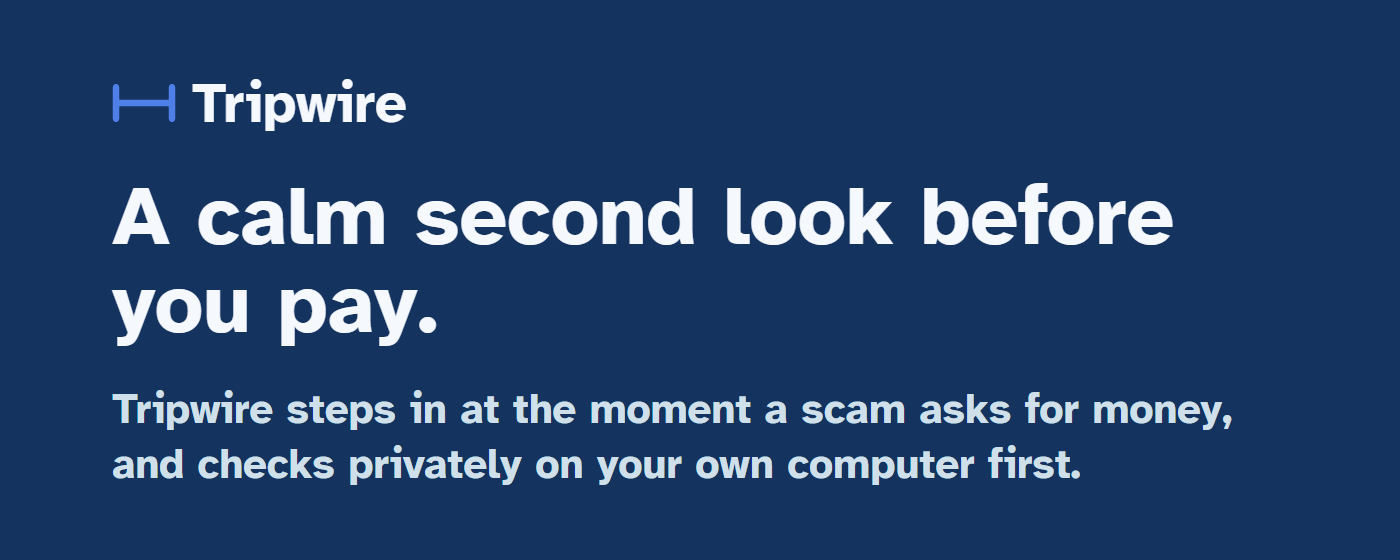 Tripwire
A calm second look before
you pay.
Tripwire steps in at the moment a scam asks for money,
and checks privately on your own computer first.